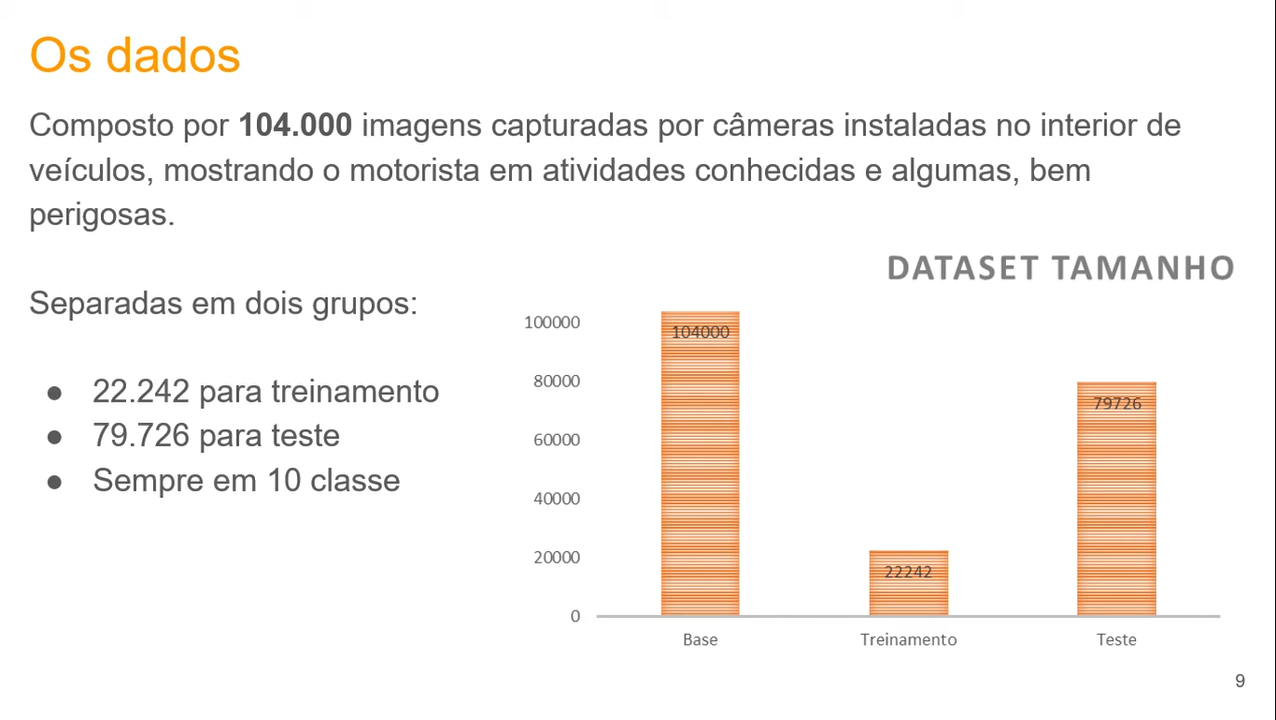 Os dados
Composto por 104.000 imagens capturadas por câmeras instaladas no interior de
veículos, mostrando o motorista em atividades conhecidas e algumas, bem
perigosas.
Separadas em dois grupos:
● 22.242 para treinamento
● 79.726 para teste
● Sempre em 10 classe
DATASET TAMANHO
100000
80000
60000
40000
20000
0
104000
22242
79726
Base
Treinamento
Teste
9